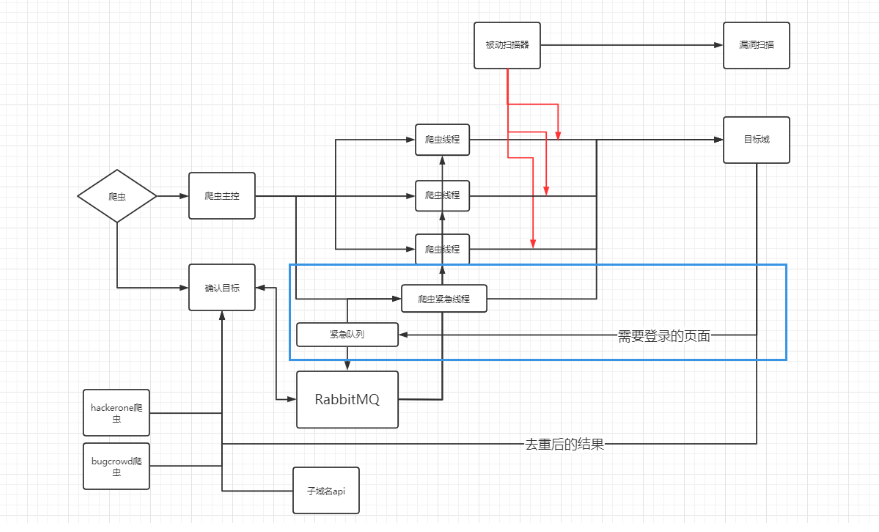 被动扫描器
漏洞扫描
爬虫线程
目标域
爬虫
爬虫主控
爬虫线程
爬虫线程
确认目标
爬虫紧急线程
紧急队列
需要登录的页面
RabbitMQ
hackerone爬
虫
去重后的结果
bugcrowd爬
虫
子域名api